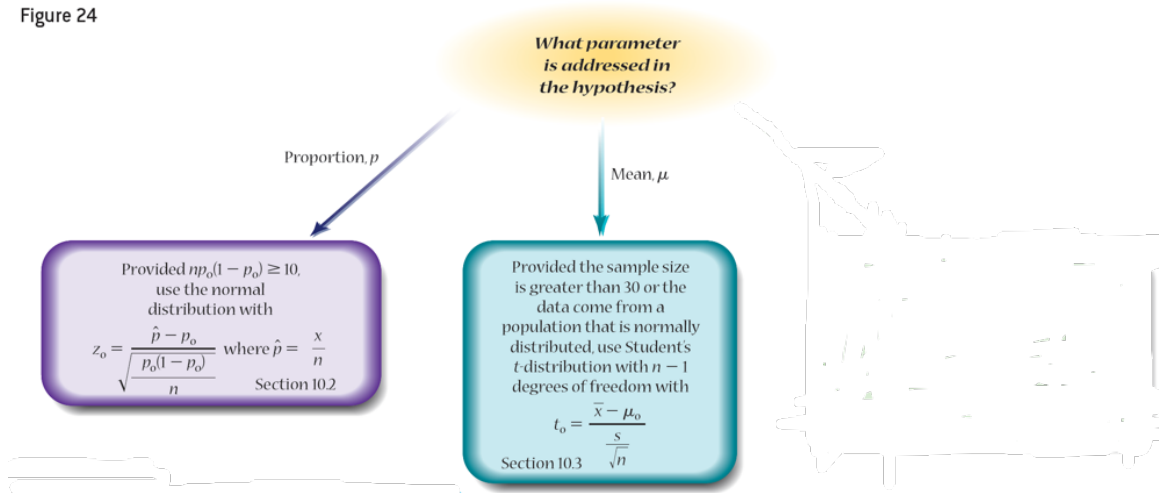 Figure 24
What parameter
is addressed in
the hypothesis?
Proportion, p
Mean, μ
Provided np₀(1 − p₀) ≥ 10,
use the normal
distribution with
z₀ = (p̂ − p₀) / √(p₀(1 − p₀) / n) where p̂ = x / n
Section 10.2
Provided the sample size
is greater than 30 or the
data come from a
population that is normally
distributed, use Student's
t-distribution with n − 1
degrees of freedom with
t₀ = (x̄ − μ₀) / (s / √n)
Section 10.3